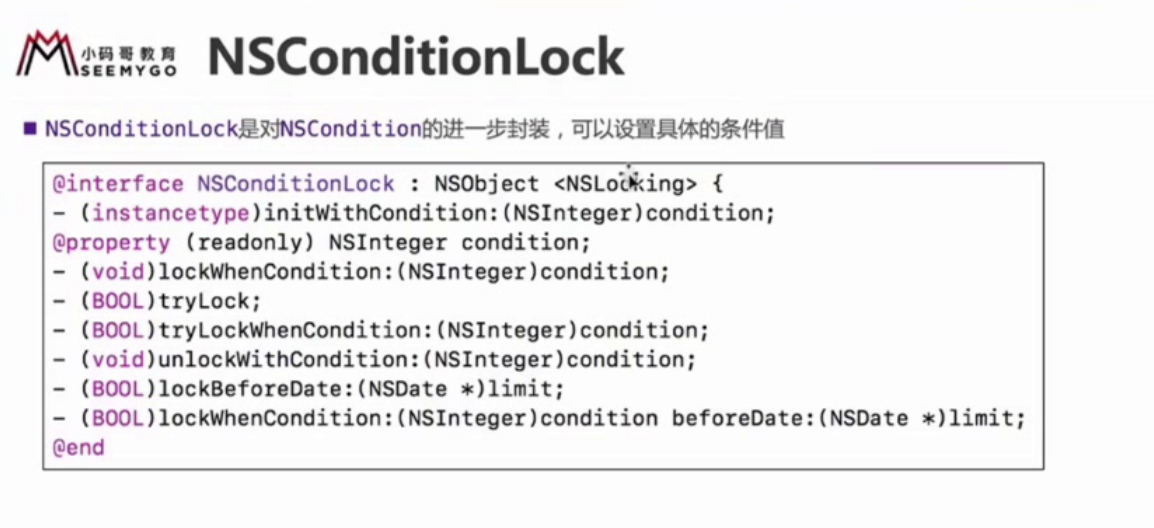 小码哥教育
SEEMYGO
NSConditionLock
NSConditionLock是对NSCondition的进一步封装，可以设置具体的条件值
@interface NSConditionLock : NSObject <NSLocking> {
- (instancetype)initWithCondition:(NSInteger)condition;
@property (readonly) NSInteger condition;
- (void)lockWhenCondition:(NSInteger)condition;
- (BOOL)tryLock;
- (BOOL)tryLockWhenCondition:(NSInteger)condition;
- (void)unlockWithCondition:(NSInteger)condition;
- (BOOL)lockBeforeDate:(NSDate *)limit;
- (BOOL)lockWhenCondition:(NSInteger)condition beforeDate:(NSDate *)limit;
@end